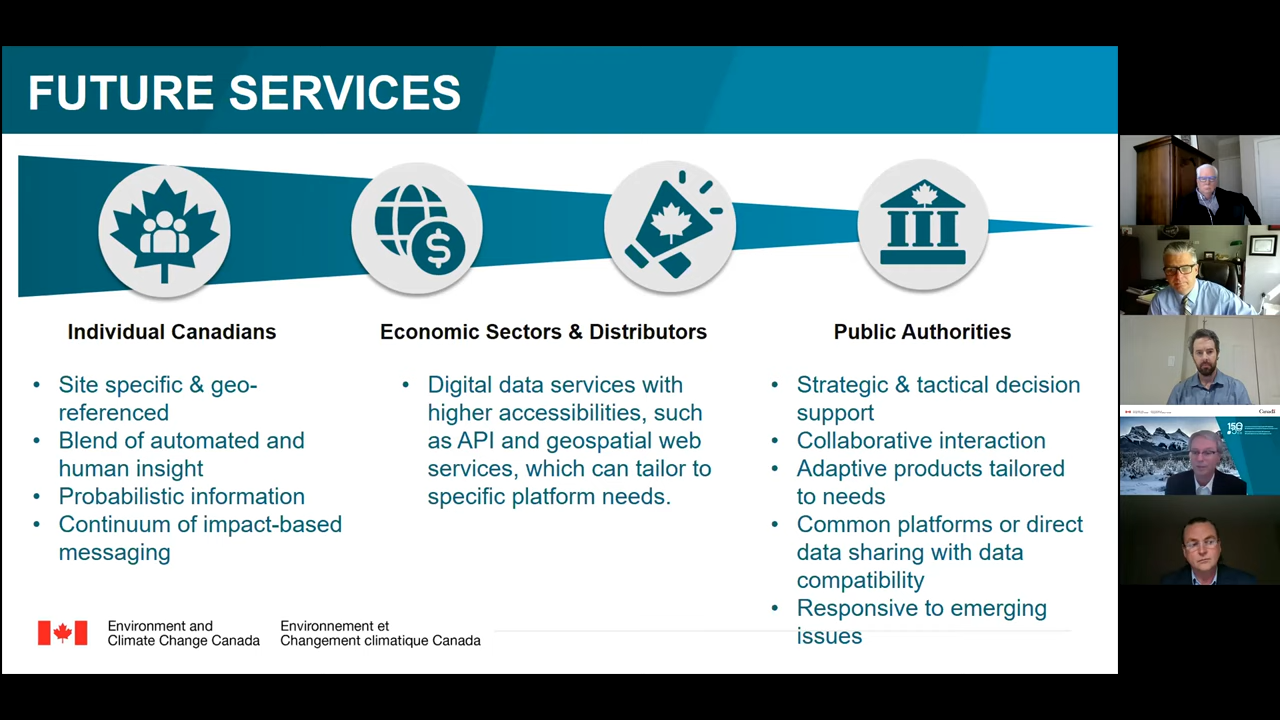 FUTURE SERVICES
$
Individual Canadians
• Site specific & geo-
referenced
• Blend of automated and
human insight
• Probabilistic information
• Continuum of impact-based
messaging
Economic Sectors & Distributors
• Digital data services with
higher accessibilities, such
as API and geospatial web
services, which can tailor to
specific platform needs.
Public Authorities
• Strategic & tactical decision
support
• Collaborative interaction
• Adaptive products tailored
to needs
• Common platforms or direct
data sharing with data
compatibility
• Responsive to emerging
issues
Environment and
Climate Change Canada
Environnement et
Changement climatique Canada
Canada
150